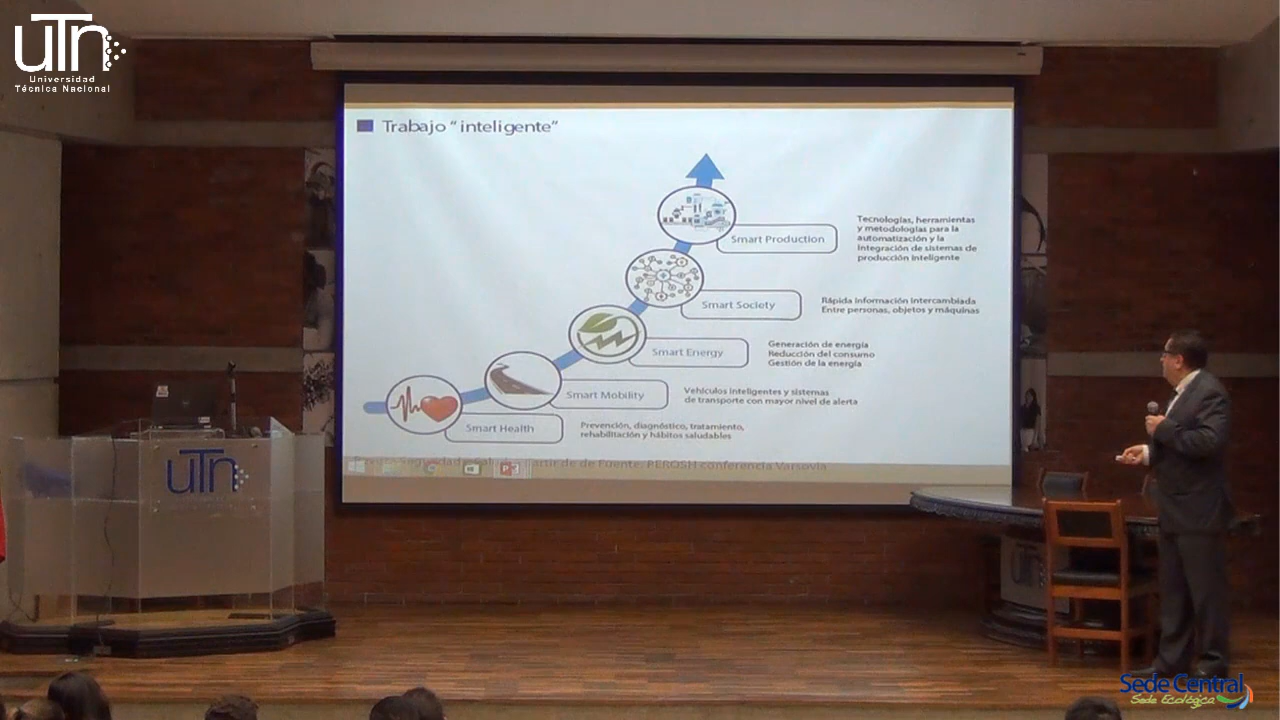 uTn
Universidad
Técnica Nacional
Trabajo “ inteligente”
Smart Production
Tecnologías, herramientas
y metodologías para la
automatización y la
Integración de sistemas de
producción inteligente
Smart Society
Rápida información intercambiada
Entre personas, objetos y máquinas
Smart Energy
Generación de energía
Reducción del consumo
Gestión de la energía
Smart Mobility
Vehículos inteligentes y sistemas
de transporte con mayor nivel de alerta
Smart Health
Prevención, diagnóstico, tratamiento,
rehabilitación y hábitos saludables
de Fuente: PEROSH conferencia Varsovia
uTn
Sede Central
Sede Ecológica